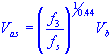 V_as = (f_3 / f_s)^(1/0.44) V_b